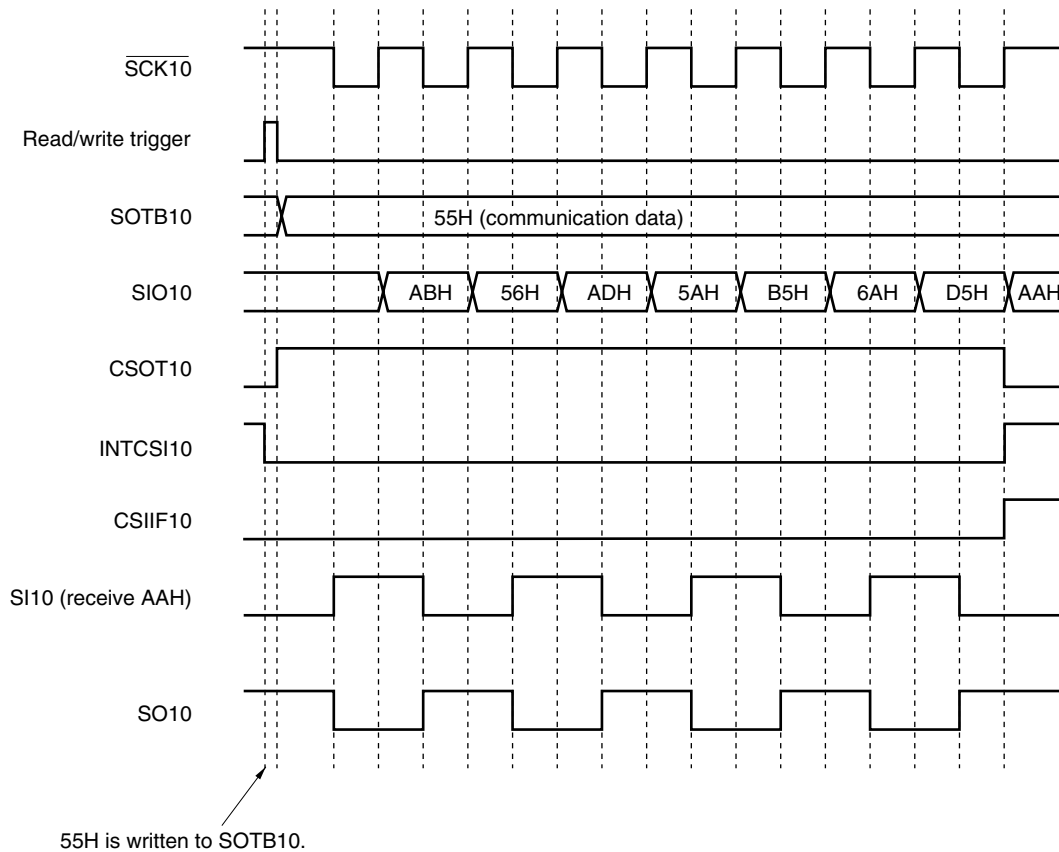 SCK10
Read/write trigger
SOTB10
55H (communication data)
SIO10
ABH 56H ADH 5AH B5H 6AH D5H AAH
CSOT10
INTCSI10
CSIIF10
SI10 (receive AAH)
SO10
55H is written to SOTB10.